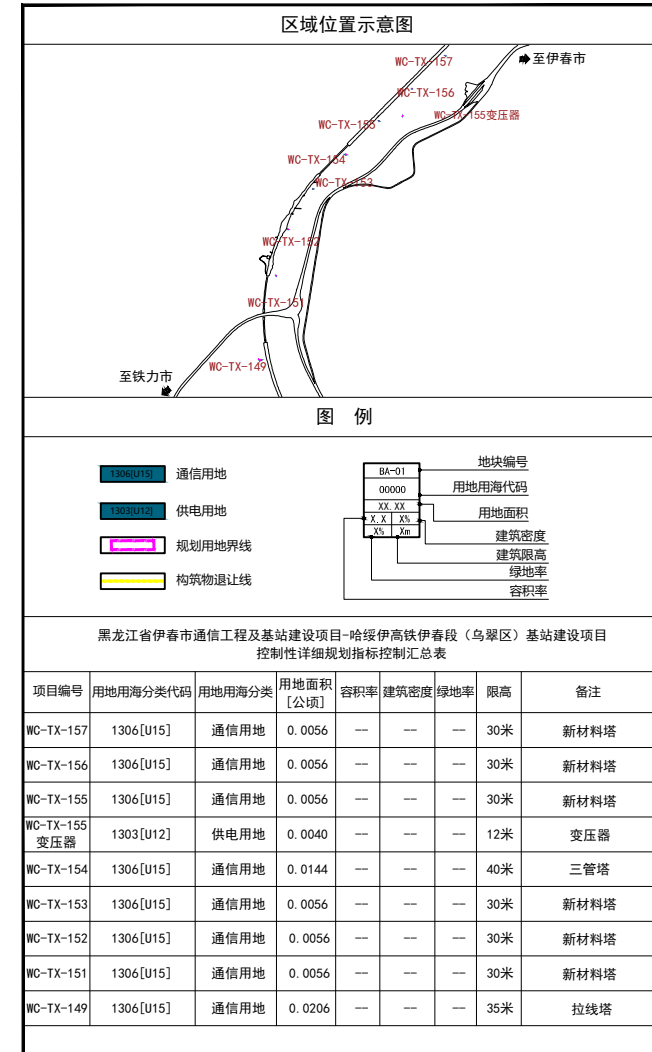 区域位置示意图
WC-TX-157
至伊春市
WC-TX-156
WC-TX-155变压器
WC-TX-155
WC-TX-154
WC-TX-153
WC-TX-152
WC-TX-151
WC-TX-149
至铁力市
图 例
1306[U15] 通信用地
1303[U12] 供电用地
规划用地界线
构筑物退让线
BA-01
00000
XX.XX
X.X X%
X% Xm
地块编号
用地用海代码
用地面积
建筑密度
建筑限高
绿地率
容积率
黑龙江省伊春市通信工程及基站建设项目-哈绥伊高铁伊春段（乌翠区）基站建设项目
控制性详细规划指标控制汇总表
项目编号 用地用海分类代码 用地用海分类 用地面积[公顷] 容积率 建筑密度 绿地率 限高 备注
WC-TX-157 1306[U15] 通信用地 0.0056 —— —— —— 30米 新材料塔
WC-TX-156 1306[U15] 通信用地 0.0056 —— —— —— 30米 新材料塔
WC-TX-155 1306[U15] 通信用地 0.0056 —— —— —— 30米 新材料塔
WC-TX-155变压器 1303[U12] 供电用地 0.0040 —— —— —— 12米 变压器
WC-TX-154 1306[U15] 通信用地 0.0144 —— —— —— 40米 三管塔
WC-TX-153 1306[U15] 通信用地 0.0056 —— —— —— 30米 新材料塔
WC-TX-152 1306[U15] 通信用地 0.0056 —— —— —— 30米 新材料塔
WC-TX-151 1306[U15] 通信用地 0.0056 —— —— —— 30米 新材料塔
WC-TX-149 1306[U15] 通信用地 0.0206 —— —— —— 35米 拉线塔